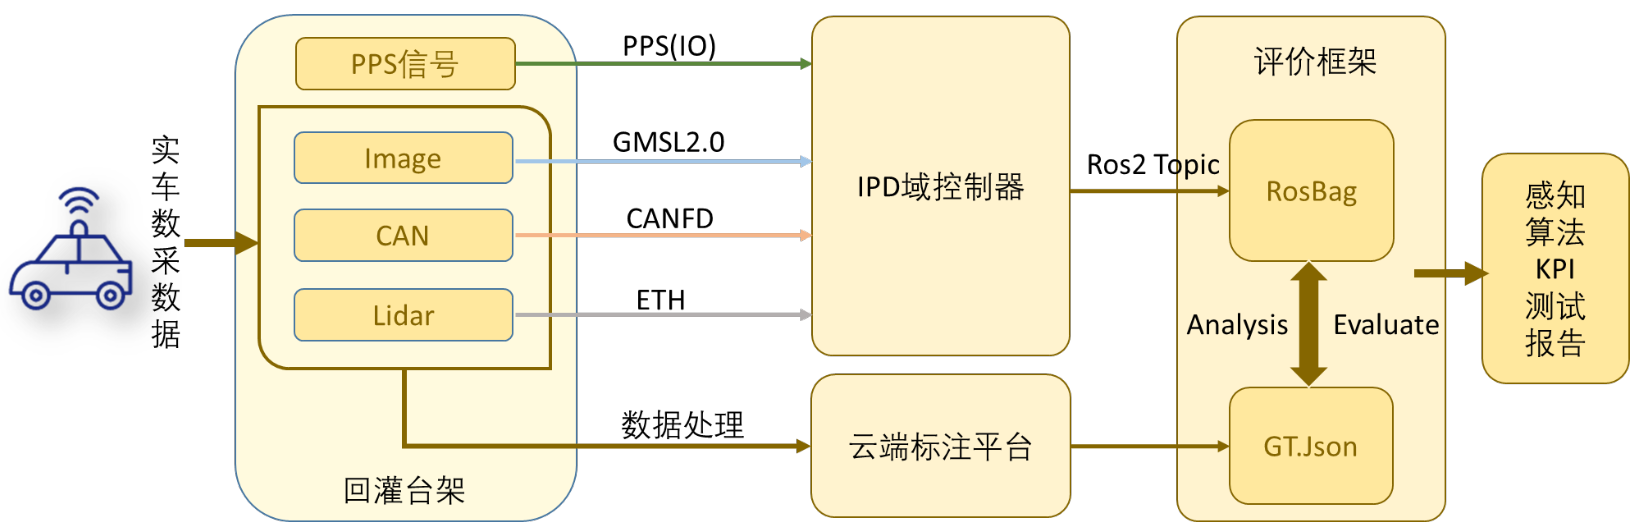 实车数采数据
PPS信号
Image
CAN
Lidar
回灌台架
PPS(IO)
GMSL2.0
CANFD
ETH
数据处理
IPD域控制器
云端标注平台
Ros2 Topic
评价框架
RosBag
Analysis
Evaluate
GT.Json
感知
算法
KPI
测试
报告